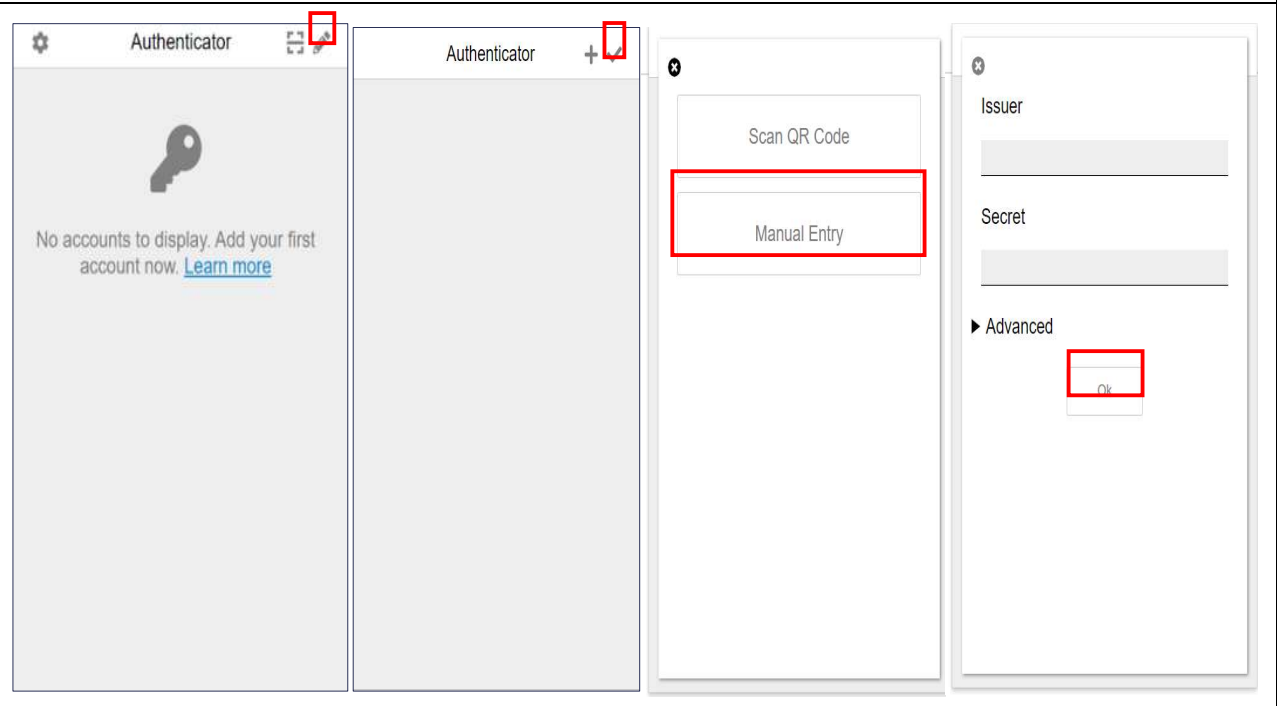 Authenticator
No accounts to display. Add your first
account now. Learn more
Authenticator
Scan QR Code
Manual Entry
Issuer
Secret
Advanced
Ok